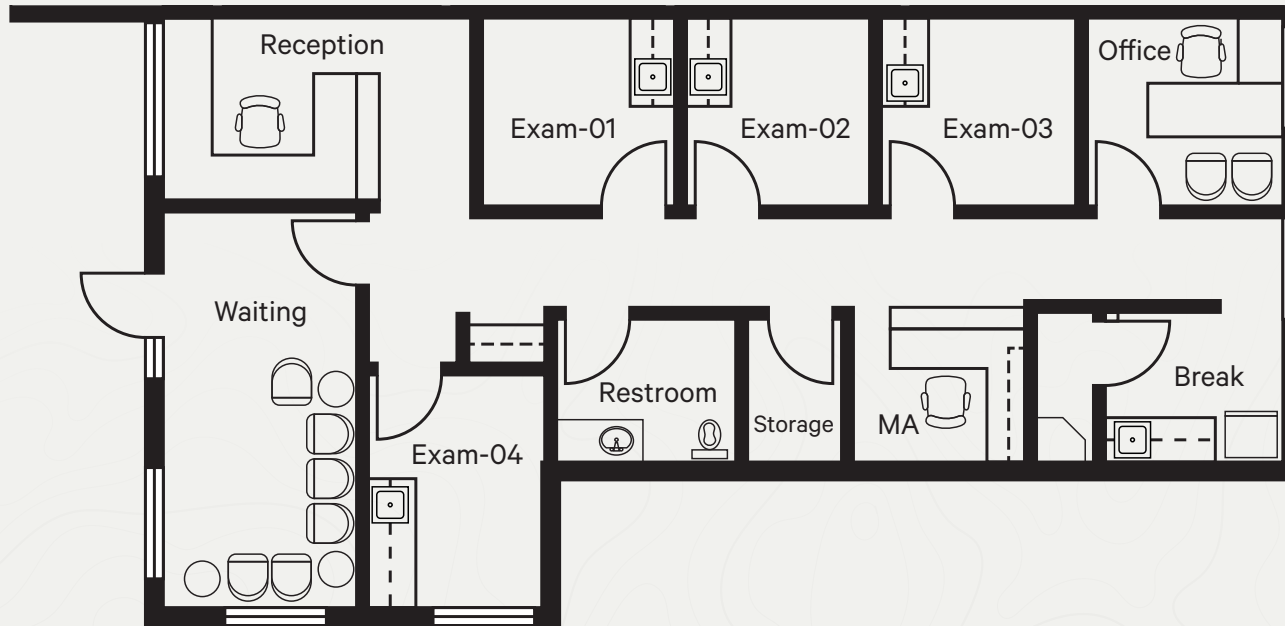 Reception
Exam-01
Exam-02
Exam-03
Office
Waiting
Exam-04
Restroom
Storage
MA
Break